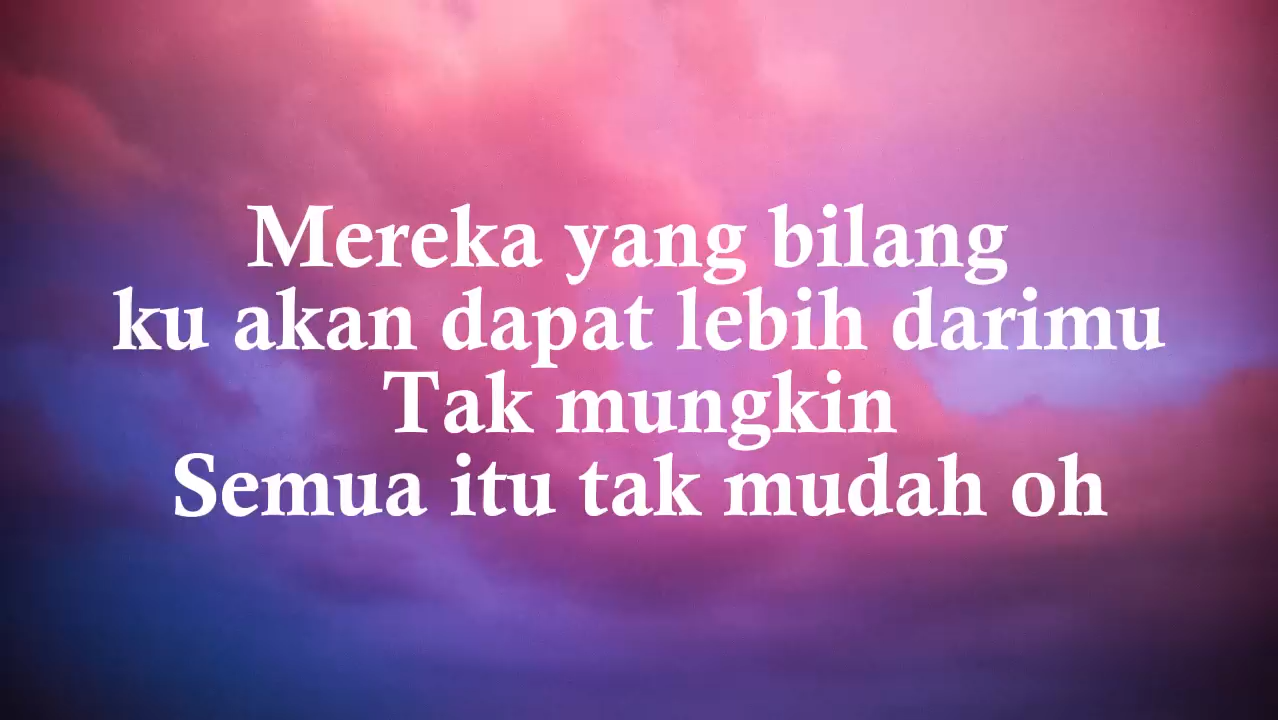 Mereka yang bilang
ku akan dapat lebih darimu
Tak mungkin
Semua itu tak mudah oh